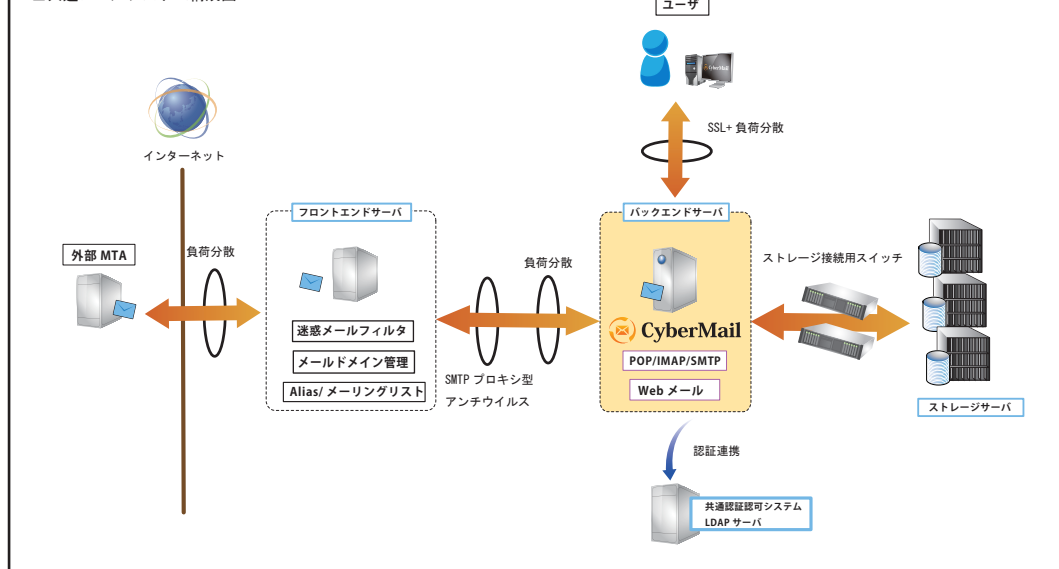 ユーザ
CyberMail
SSL+ 負荷分散
インターネット
フロントエンドサーバ
バックエンドサーバ
外部 MTA
負荷分散
負荷分散
ストレージ接続用スイッチ
迷惑メールフィルタ
メールドメイン管理
Alias/ メーリングリスト
SMTP プロキシ型
アンチウイルス
CyberMail
POP/IMAP/SMTP
Web メール
ストレージサーバ
認証連携
共通認証認可システム
LDAP サーバ